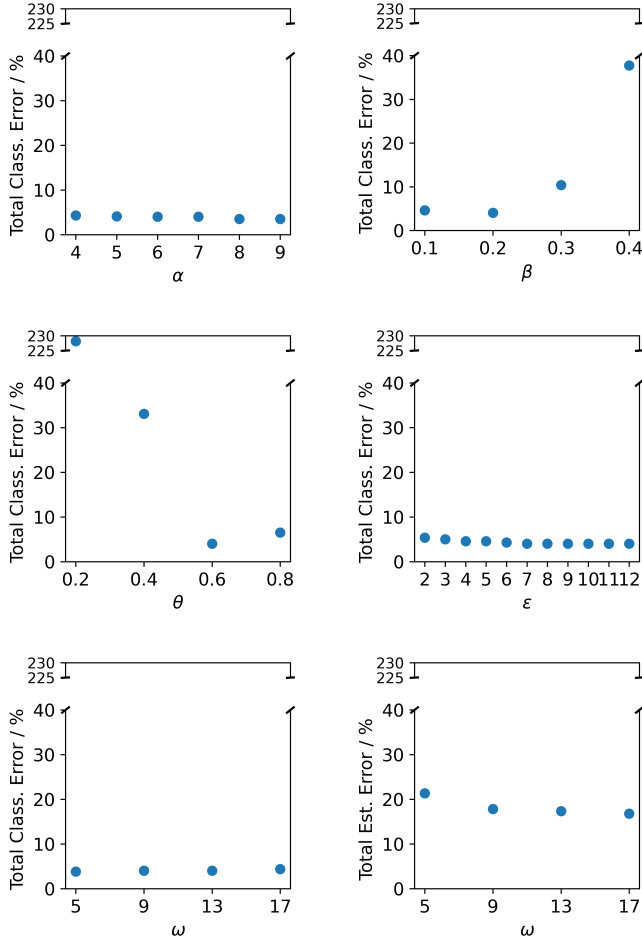 230
225
40
30
20
10
0
Total Class. Error / %
4 5 6 7 8 9
α
230
225
40
30
20
10
0
Total Class. Error / %
0.1 0.2 0.3 0.4
β
230
225
40
30
20
10
0
Total Class. Error / %
0.2 0.4 0.6 0.8
θ
230
225
40
30
20
10
0
Total Class. Error / %
2 3 4 5 6 7 8 9 10 11 12
ε
230
225
40
30
20
10
0
Total Class. Error / %
5 9 13 17
ω
230
225
40
30
20
10
0
Total Est. Error / %
5 9 13 17
ω